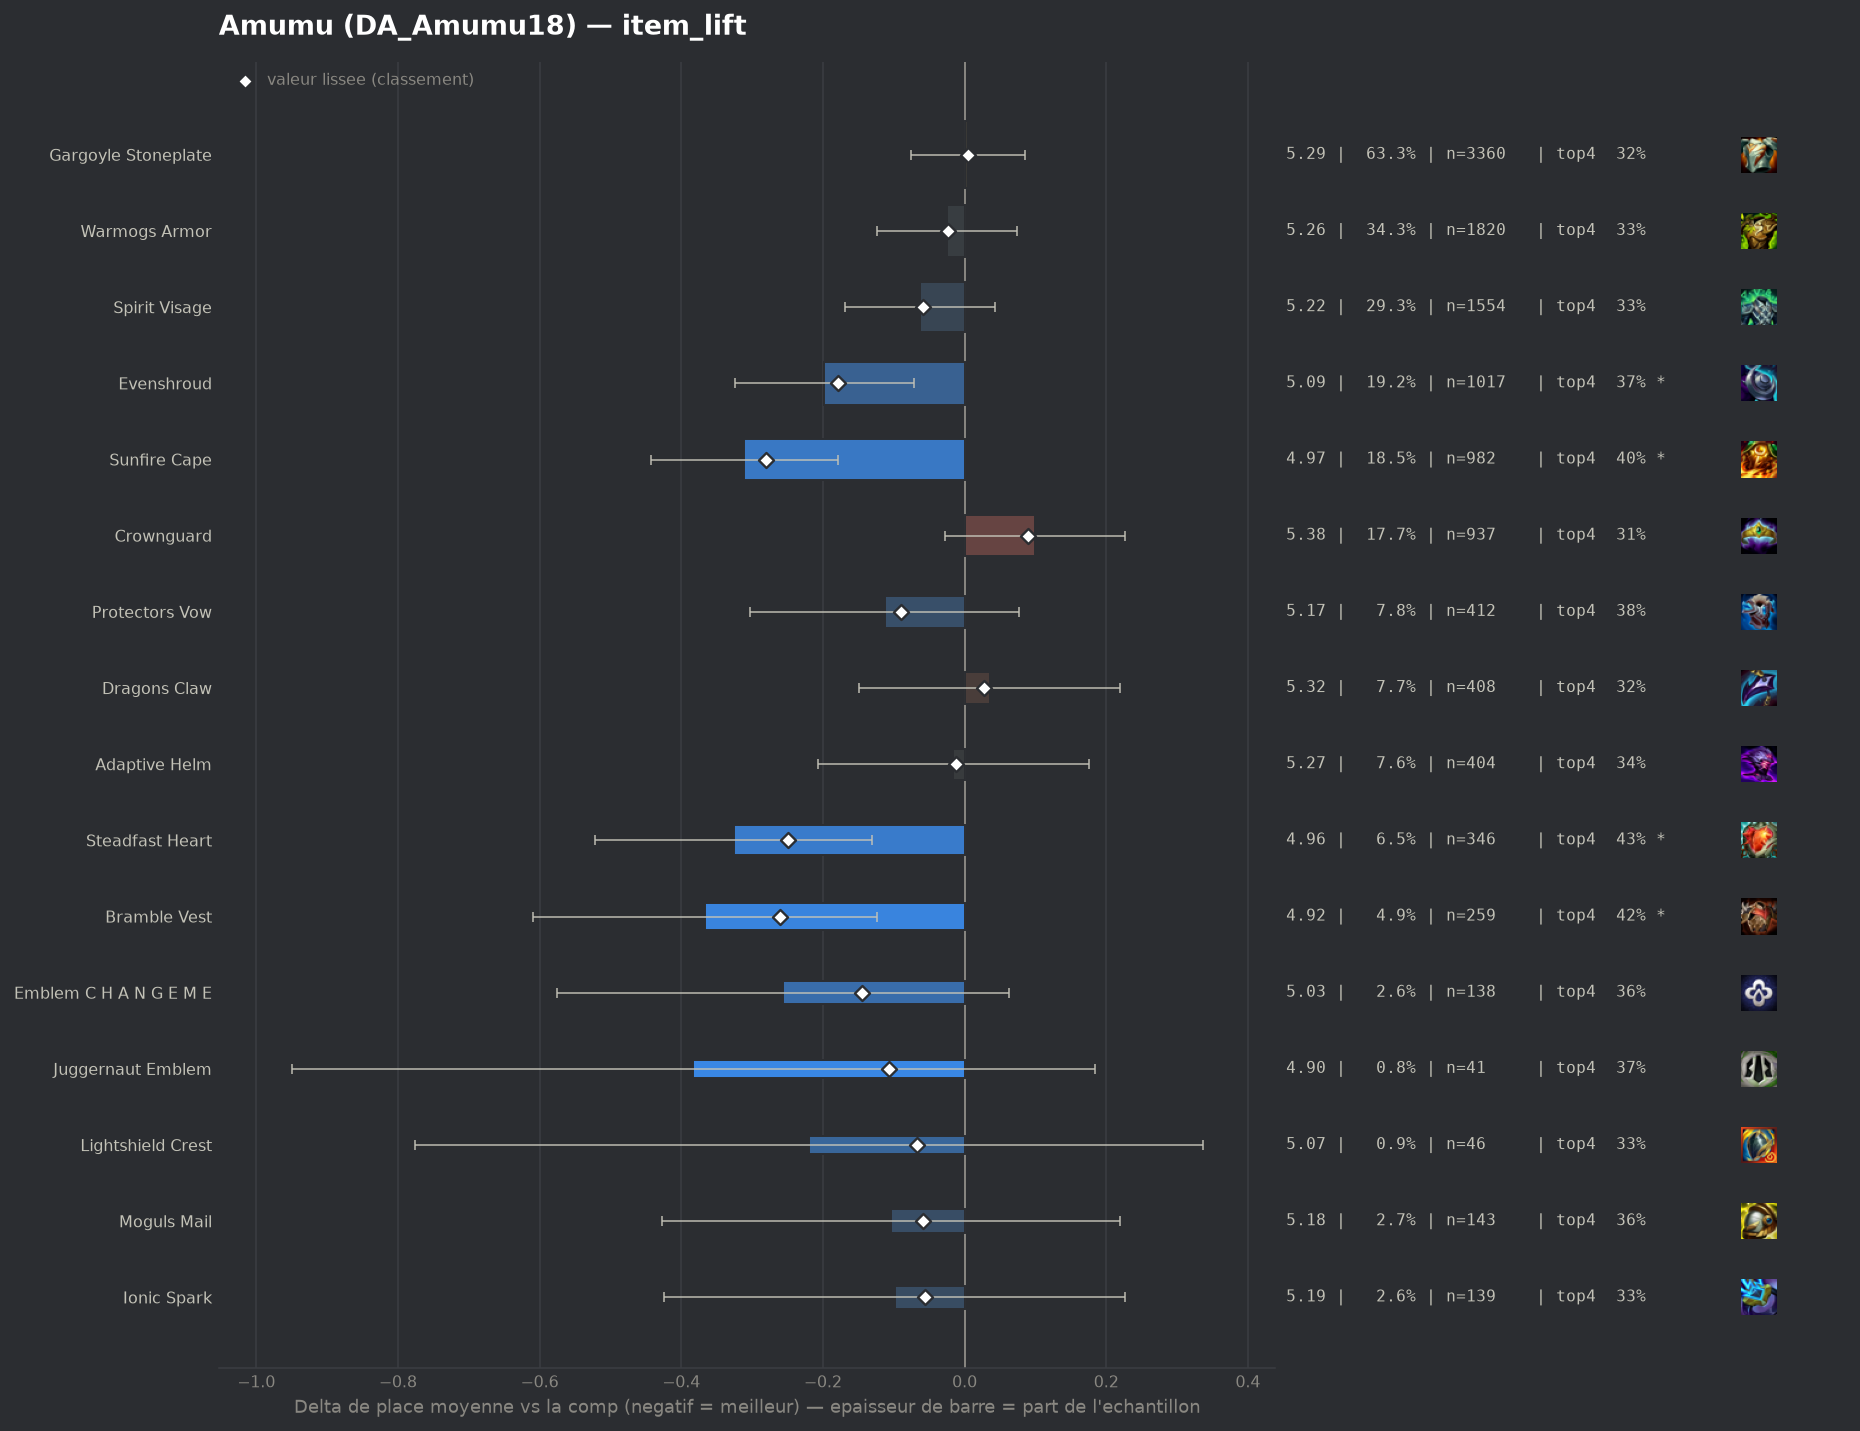 Amumu (DA_Amumu18) — item_lift
valeur lissee (classement)
Gargoyle Stoneplate 5.29 | 63.3% | n=3360 | top4 32%
Warmogs Armor 5.26 | 34.3% | n=1820 | top4 33%
Spirit Visage 5.22 | 29.3% | n=1554 | top4 33%
Evenshroud 5.09 | 19.2% | n=1017 | top4 37% *
Sunfire Cape 4.97 | 18.5% | n=982 | top4 40% *
Crownguard 5.38 | 17.7% | n=937 | top4 31%
Protectors Vow 5.17 | 7.8% | n=412 | top4 38%
Dragons Claw 5.32 | 7.7% | n=408 | top4 32%
Adaptive Helm 5.27 | 7.6% | n=404 | top4 34%
Steadfast Heart 4.96 | 6.5% | n=346 | top4 43% *
Bramble Vest 4.92 | 4.9% | n=259 | top4 42% *
Emblem C H A N G E M E 5.03 | 2.6% | n=138 | top4 36%
Juggernaut Emblem 4.90 | 0.8% | n=41 | top4 37%
Lightshield Crest 5.07 | 0.9% | n=46 | top4 33%
Moguls Mail 5.18 | 2.7% | n=143 | top4 36%
Ionic Spark 5.19 | 2.6% | n=139 | top4 33%
−1.0 −0.8 −0.6 −0.4 −0.2 0.0 0.2 0.4
Delta de place moyenne vs la comp (negatif = meilleur) — epaisseur de barre = part de l'echantillon